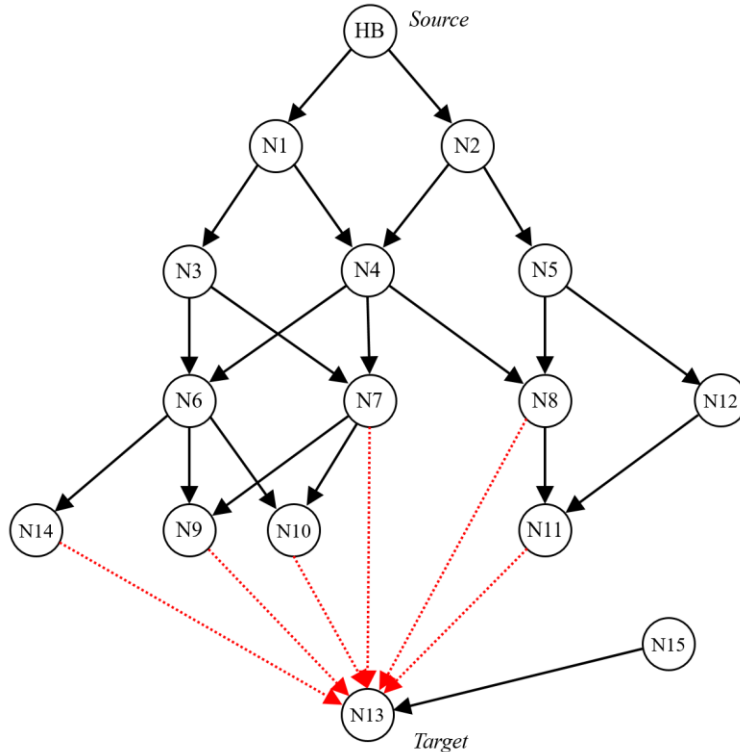 HB Source
N1 N2
N3 N4 N5
N6 N7 N8 N12
N14 N9 N10 N11
N15
N13
Target